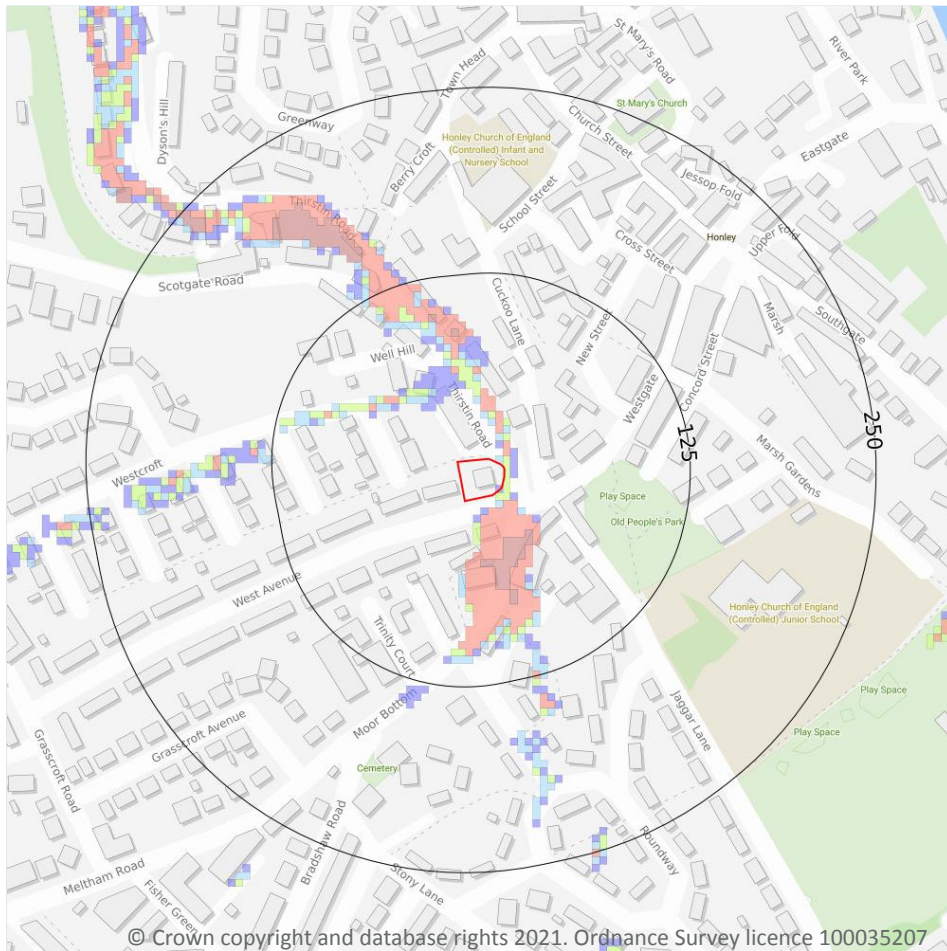 St Mary's Road
River Park
Town Head
St Mary's Church
Dyson's Hill
Greenway
Church Street
Eastgate
Honley Church of England
(Controlled) Infant and
Nursery School
Berry Croft
Jessop Fold
School Street
Thirstin Road
Honley
Upper Fold
Cross Street
Scotgate Road
Cuckoo Lane
Marsh
Southgate
New Street
Well Hill
Concord Street
Westgate
Thirstin Road
250
125
Marsh Gardens
Westcroft
Play Space
Old People's Park
West Avenue
Honley Church of England
(Controlled) Junior School
Trinity Court
Moor Bottom
Jaggar Lane
Play Space
Grasscroft Avenue
Play Space
Grasscroft Road
Cemetery
Bradshaw Road
Roundway
Meltham Road
Stony Lane
Fisher Green
© Crown copyright and database rights 2021. Ordnance Survey licence 100035207